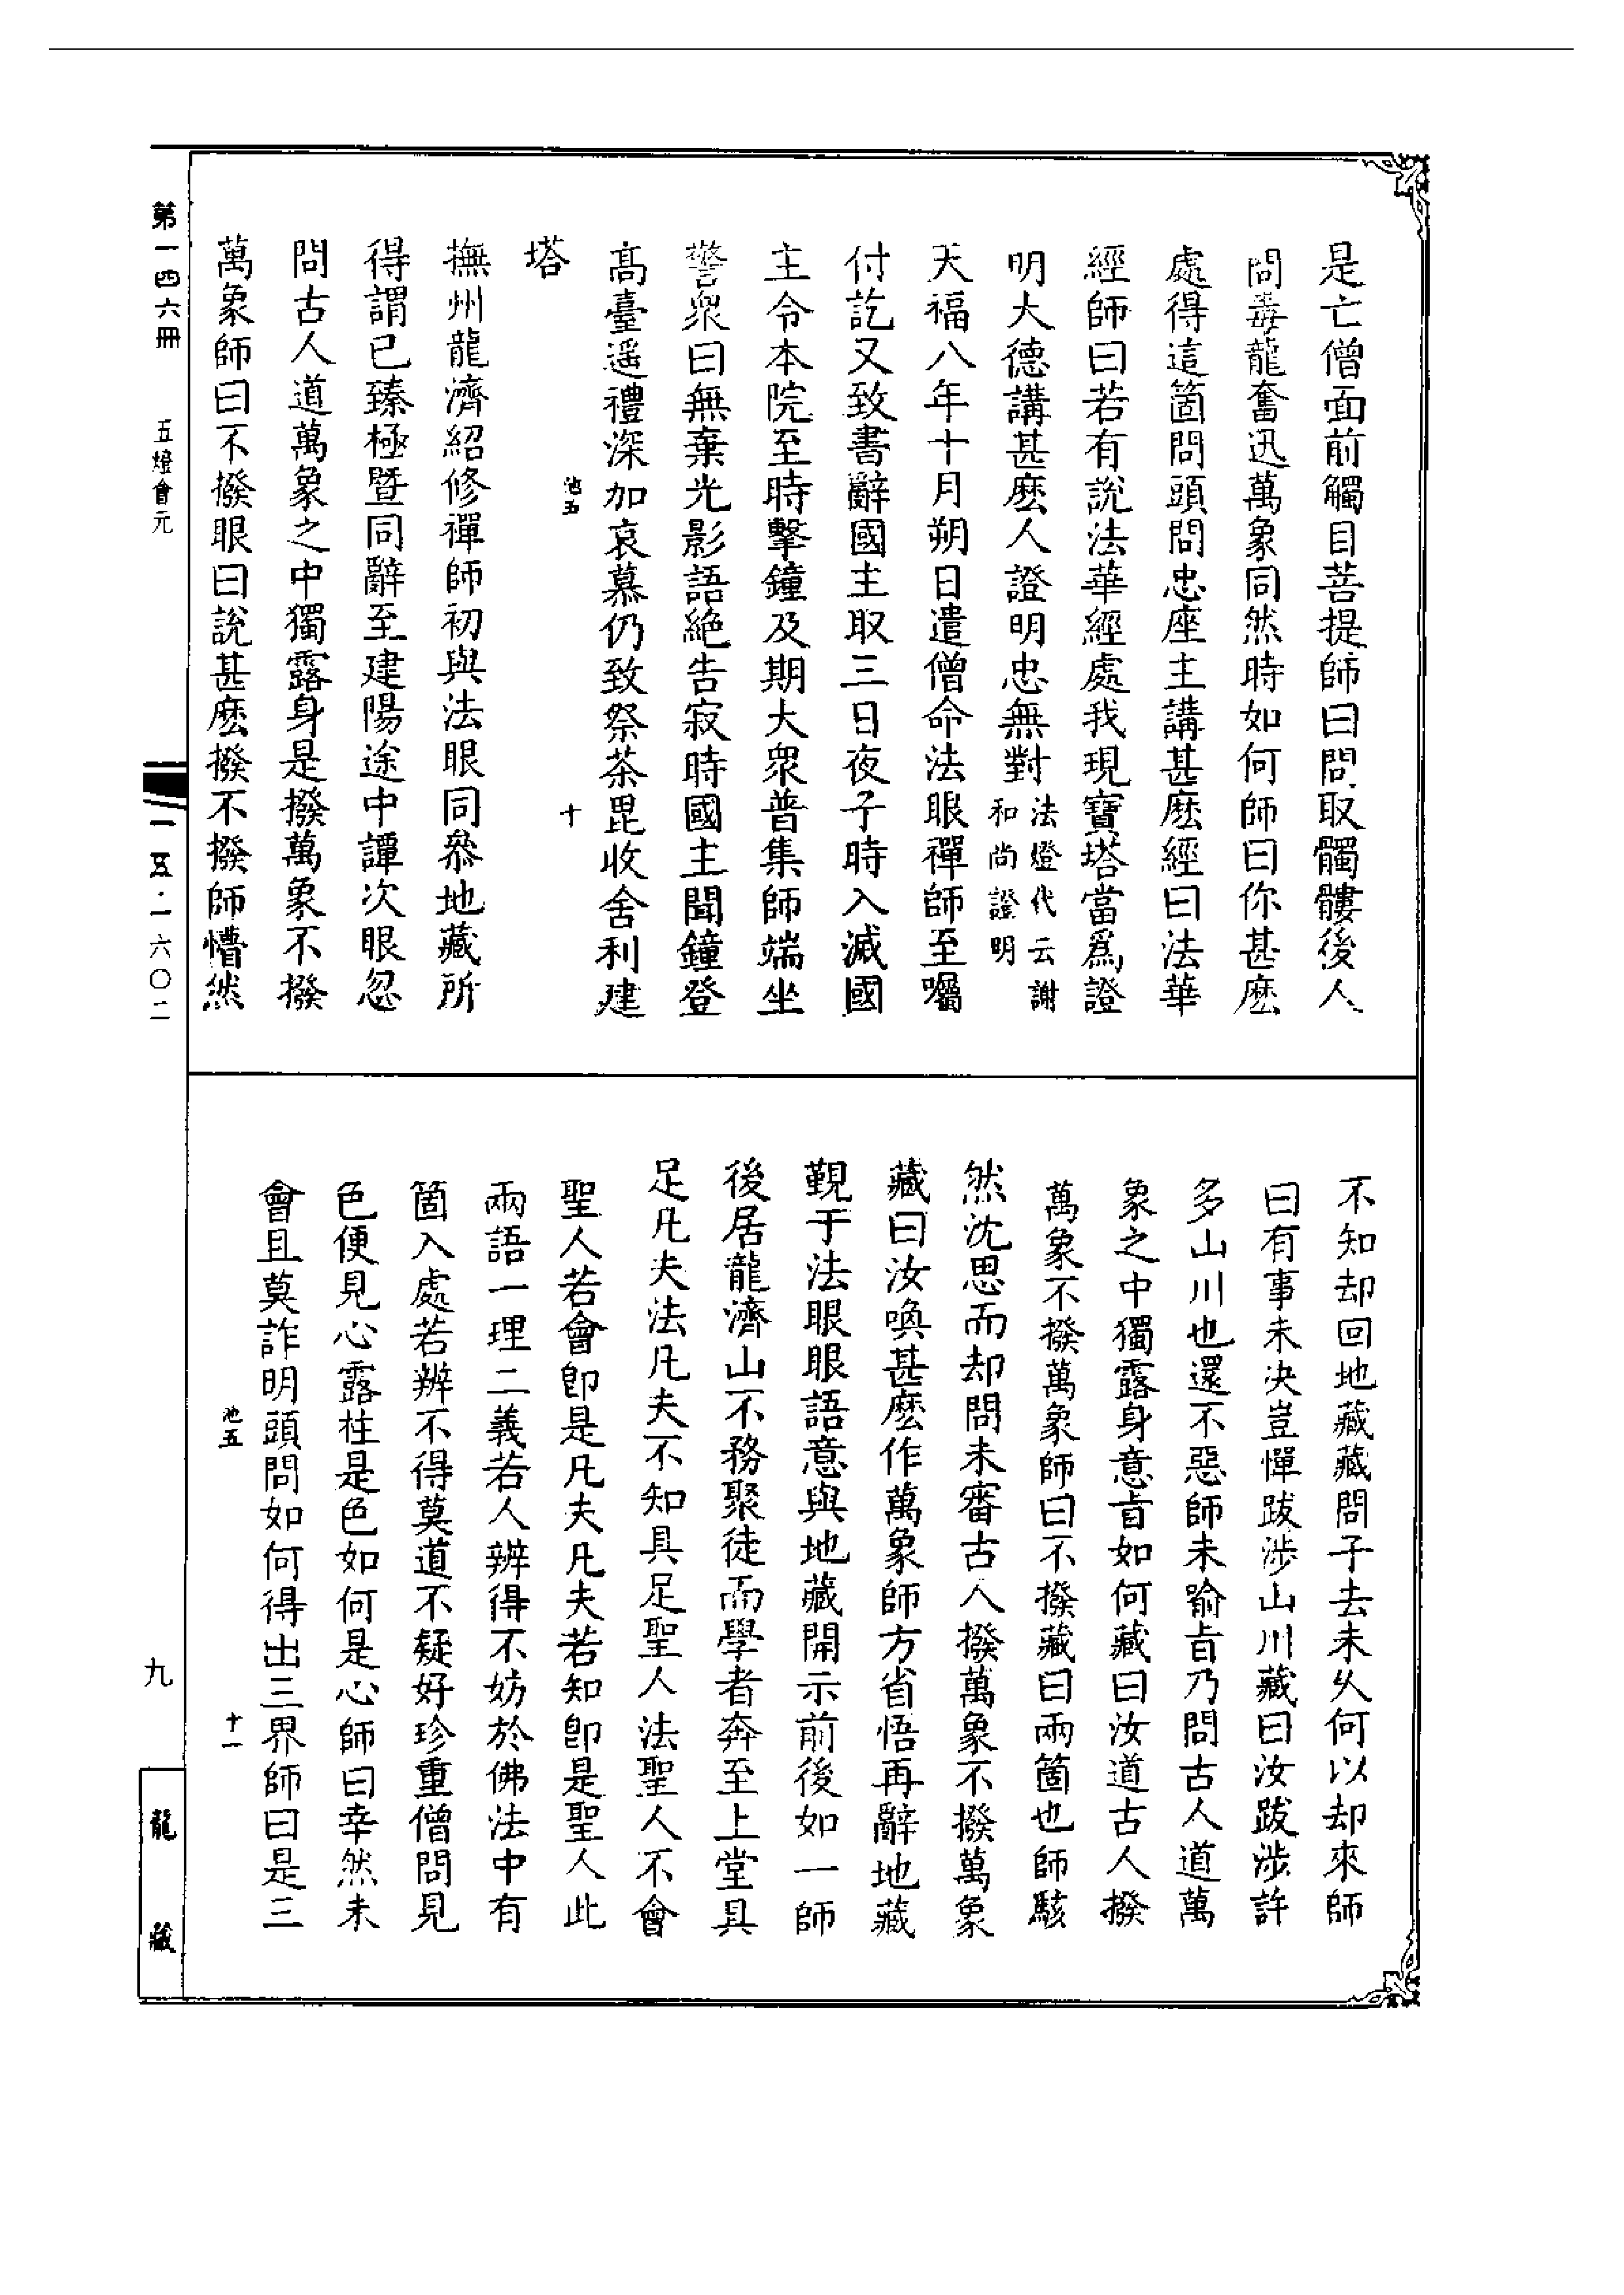 是亡僧面前觸目菩提師曰問取髑髏後人
問毒龍奮迅萬象同然時如何師曰你甚麽
處得這箇問頭問忠座主講甚麽經曰法華
經師曰若有說法華經處我現寶塔當爲證
明大德講甚麽人證明忠無對法燈代云謝和尚證明
天福八年十月朔日遣僧命法眼禪師至囑
付訖又致書辭國主取三日夜子時入滅國
主令本院至時擊鐘及期大眾普集師端坐
警眾曰無棄光影語絕告寂時國主聞鐘登
高臺遥禮深加哀慕仍致祭茶毘收舍利建
池五 十
塔
撫州龍濟紹修禪師初與法眼同叅地藏所
得謂已臻極暨同辭至建陽途中譚次眼忽
問古人道萬象之中獨露身是撥萬象不撥
萬象師曰不撥眼曰說甚麽撥不撥師懵然
不知却回地藏藏問子去未乆何以却來師
曰有事未決豈憚跋涉山川藏曰汝跋涉許
多山川也還不惡師未喻旨乃問古人道萬
象之中獨露身意旨如何藏曰汝道古人撥
萬象不撥萬象師曰不撥藏曰兩箇也師駭
然沈思而却問未審古人撥萬象不撥萬象
藏曰汝喚甚麽作萬象師方省悟再辭地藏
覲于法眼眼語意與地藏開示前後如一師
後居龍濟山不務聚徒而學者奔至上堂具
足凡夫法凡夫不知具足聖人法聖人不會
聖人若會卽是凡夫凡夫若知卽是聖人此
兩語一理二義若人辨得不妨於佛法中有
箇入處若辨不得莫道不疑好珍重僧問見
色便見心露柱是色如何是心師曰幸然未
會且莫詐明頭問如何得出三界師曰是三
池五 十一
第一四六冊 五燈會元
一一五·一六〇二
九
龍藏